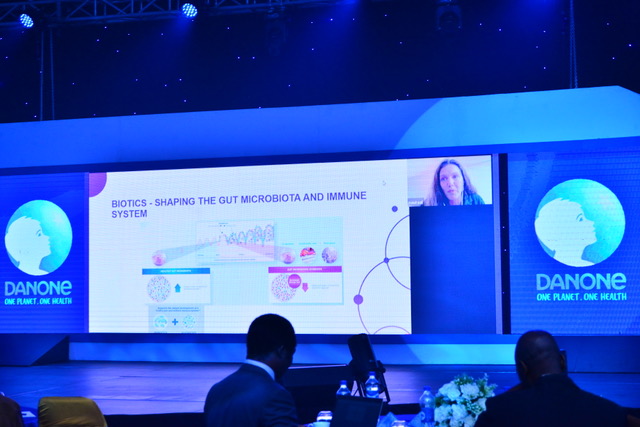 BIOTICS - SHAPING THE GUT MICROBIOTA AND IMMUNE
SYSTEM
DANONE
ONE PLANET. ONE HEALTH
DANONE
ONE PLANET. ONE HEALTH